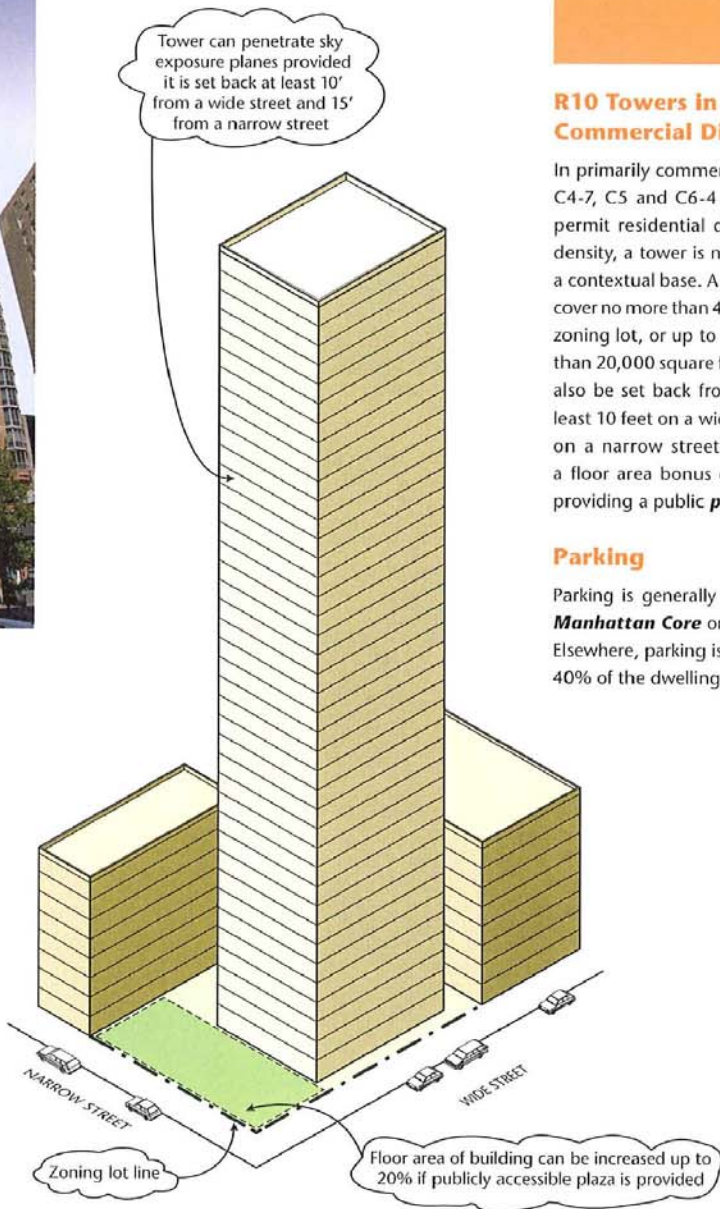 Tower can penetrate sky
exposure planes provided
it is set back at least 10'
from a wide street and 15'
from a narrow street
R10 Towers in
Commercial
In primarily comme
C4-7, C5 and C6-4
permit residential
density, a tower is
a contextual base. A
cover no more than 4
zoning lot, or up to
than 20,000 square
also be set back
least 10 feet on a
on a narrow street
a floor area bonus
providing a public
Parking
Parking is generally
Manhattan Core
Elsewhere, parking is
40% of the dwelling
NARROW STREET
WIDE STREET
Zoning lot line
Floor area of building can be increased up to
20% if publicly accessible plaza is provided